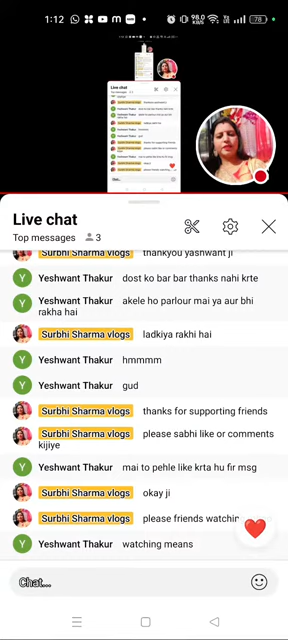 1:12
98.0 KB/S
78
Live chat
Top messages 3
Surbhi Sharma vlogs thankyou yashwant ji
Yeshwant Thakur dost ko bar bar thanks nahi krte
Yeshwant Thakur akele ho parlour mai ya aur bhi
rakha hai
Surbhi Sharma vlogs ladkiya rakhi hai
Yeshwant Thakur hmmmm
Yeshwant Thakur gud
Surbhi Sharma vlogs thanks for supporting friends
Surbhi Sharma vlogs please sabhi like or comments
kijiye
Yeshwant Thakur mai to pehle like krta hu fir msg
Surbhi Sharma vlogs okay ji
Surbhi Sharma vlogs please friends watchin
Yeshwant Thakur watching means
Chat...